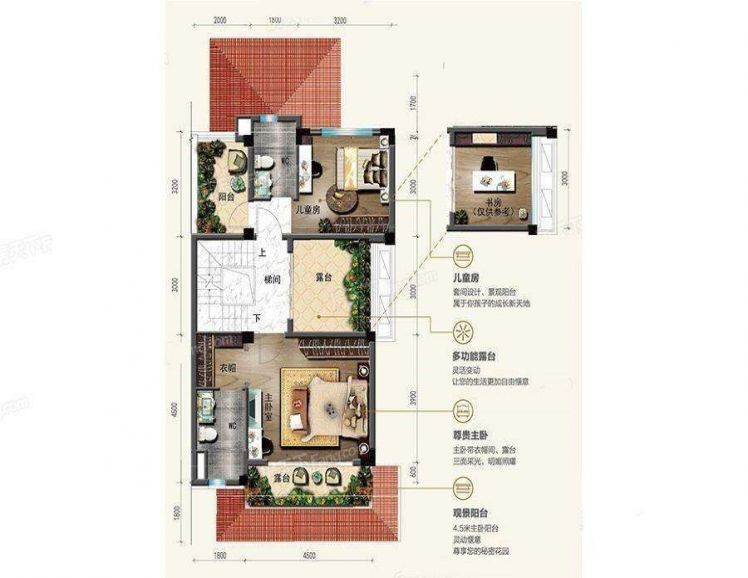 2000 1800 3200
1700
3200
3000
3000
WC
阳台
儿童房
书房
(仅供参考)
3000
3000
上
梯间
下
露台
儿童房
套间设计、景观阳台
属于你孩子的成长新天地
多功能露台
灵活变动
让您的生活更加自由惬意
4500
3900
衣帽
主卧室
WC
尊贵主卧
主卧带衣帽间、露台
三面采光，明媚照耀
露台
600
1800
观景阳台
4.5米主卧阳台
灵动惬意
尊享您的秘密花园
1800 4500